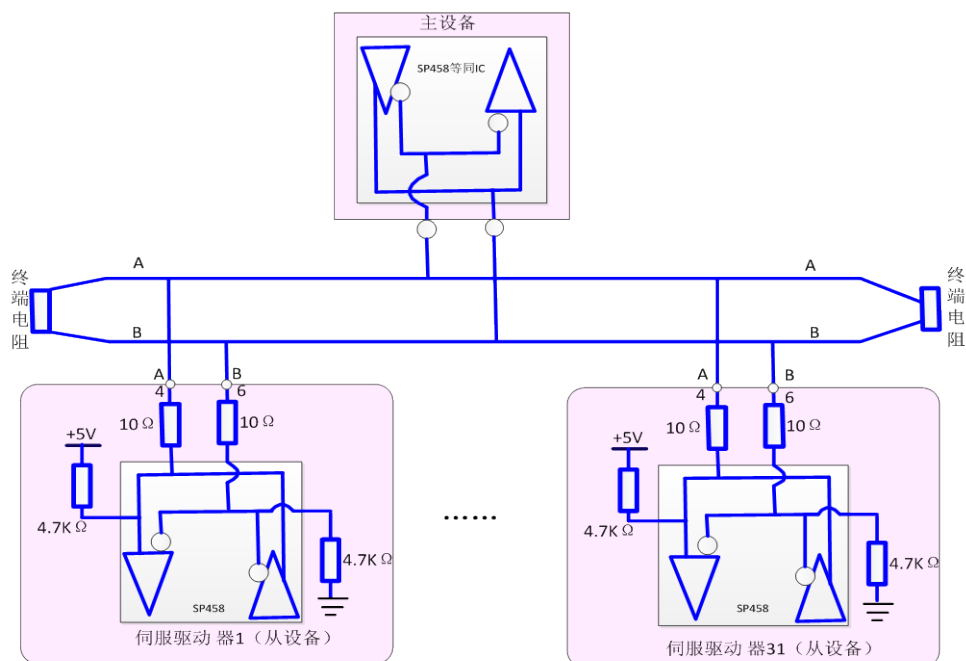 主设备
SP458等同IC
终端电阻
A
A
终端电阻
B
B
A
B
4
6
10Ω
10Ω
+5V
4.7KΩ
4.7KΩ
SP458
伺服驱动 器1（从设备）
……
A
B
4
6
10Ω
10Ω
+5V
4.7KΩ
4.7KΩ
SP458
伺服驱动 器31（从设备）